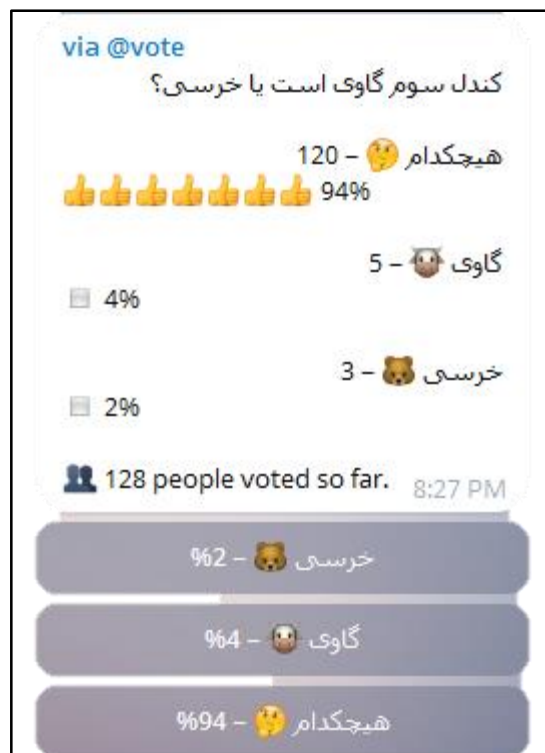 via @vote
کندل سوم گاوی است یا خرسی؟
هیچکدام 🤔 – 120
👍👍👍👍👍👍👍 94%
گاوی 🐮 – 5
▫️ 4%
خرسی 🐻 – 3
▫️ 2%
👥 128 people voted so far. 8:27 PM
خرسی 🐻 – 2%
گاوی 🐮 – 4%
هیچکدام 🤔 – 94%